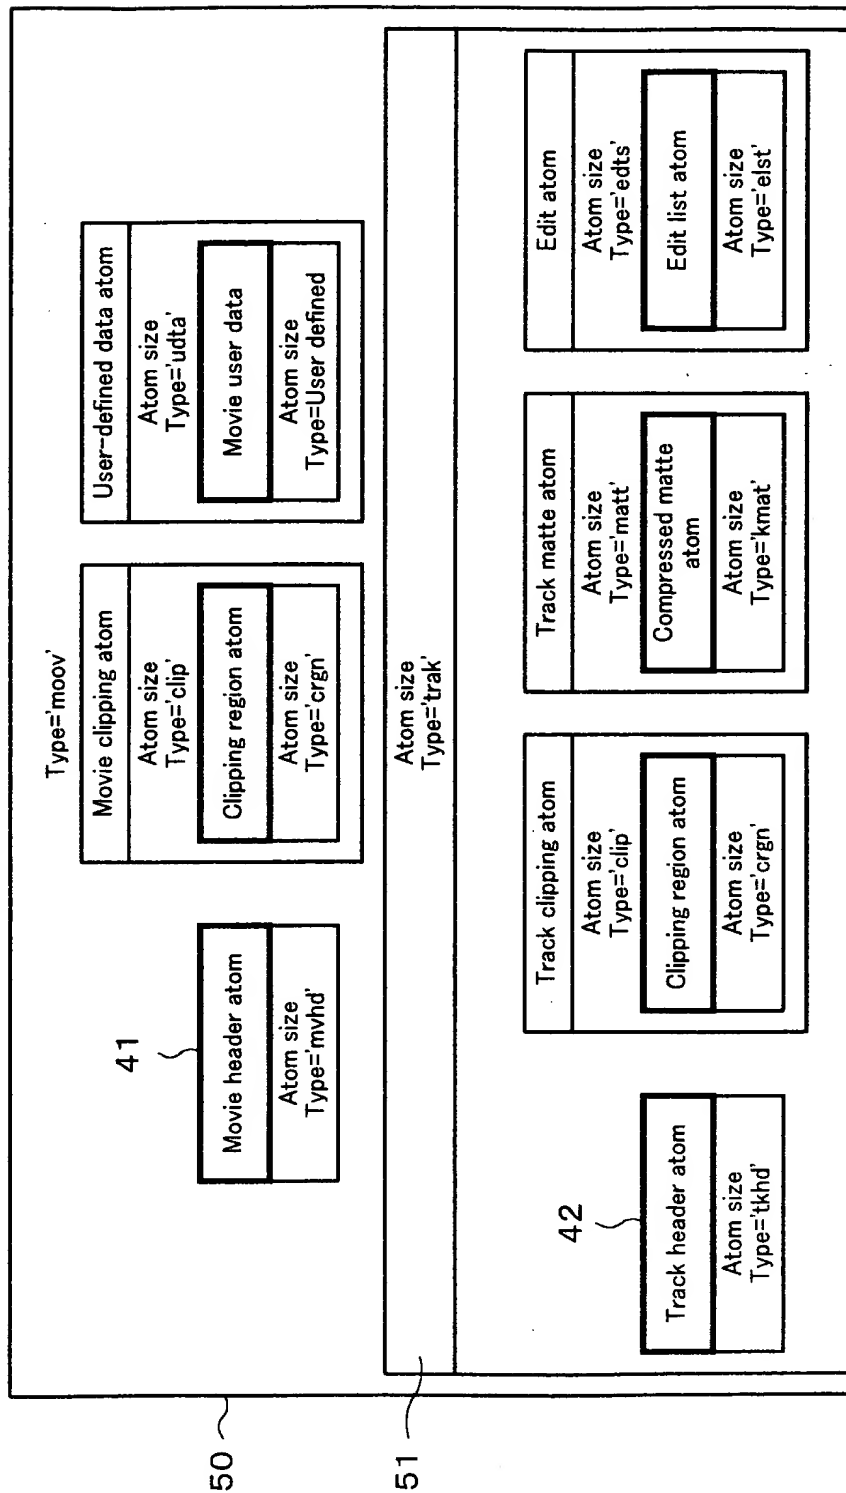 50
Type='moov'
41
Movie header atom
Atom size
Type='mvhd'
Movie clipping atom
Atom size
Type='clip'
Clipping region atom
Atom size
Type='crgn'
User-defined data atom
Atom size
Type='udta'
Movie user data
Atom size
Type=User defined
51
Atom size
Type='trak'
42
Track header atom
Atom size
Type='tkhd'
Track clipping atom
Atom size
Type='clip'
Clipping region atom
Atom size
Type='crgn'
Track matte atom
Atom size
Type='matt'
Compressed matte
atom
Atom size
Type='kmat'
Edit atom
Atom size
Type='edts'
Edit list atom
Atom size
Type='elst'